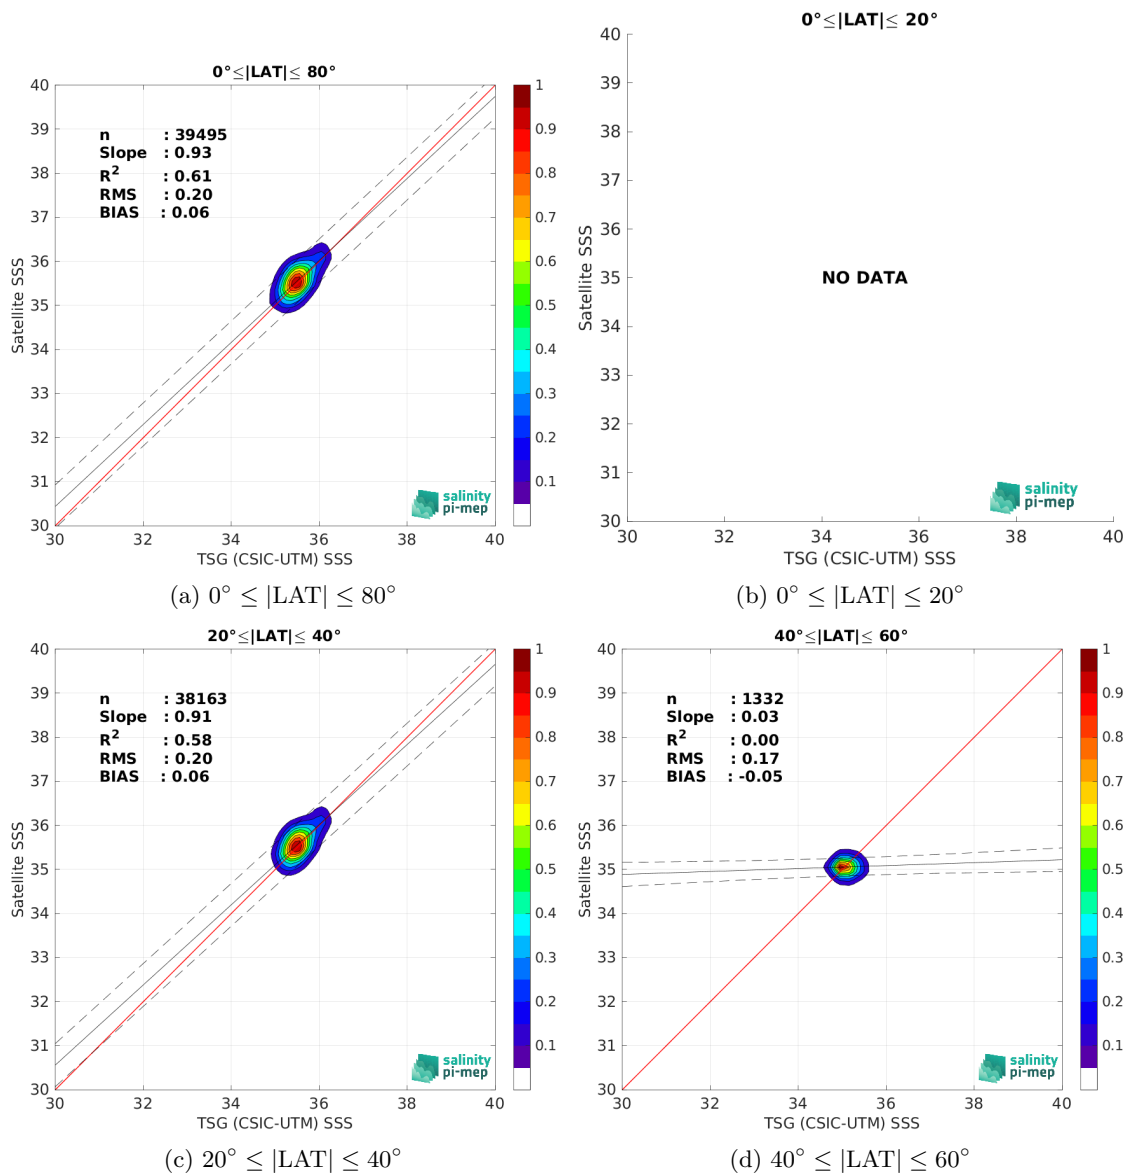 0°≤|LAT|≤ 80°
40
39
38
37
36
35
34
33
32
31
30
Satellite SSS
n : 39495
Slope : 0.93
R² : 0.61
RMS : 0.20
BIAS : 0.06
salinity
pi-mep
30 32 34 36 38 40
TSG (CSIC-UTM) SSS
1
0.9
0.8
0.7
0.6
0.5
0.4
0.3
0.2
0.1
(a) 0° ≤ |LAT| ≤ 80°
0°≤|LAT|≤ 20°
40
39
38
37
36
35
34
33
32
31
30
Satellite SSS
NO DATA
salinity
pi-mep
30 32 34 36 38 40
TSG (CSIC-UTM) SSS
(b) 0° ≤ |LAT| ≤ 20°
20°≤|LAT|≤ 40°
40
39
38
37
36
35
34
33
32
31
30
Satellite SSS
n : 38163
Slope : 0.91
R² : 0.58
RMS : 0.20
BIAS : 0.06
salinity
pi-mep
30 32 34 36 38 40
TSG (CSIC-UTM) SSS
1
0.9
0.8
0.7
0.6
0.5
0.4
0.3
0.2
0.1
(c) 20° ≤ |LAT| ≤ 40°
40°≤|LAT|≤ 60°
40
39
38
37
36
35
34
33
32
31
30
Satellite SSS
n : 1332
Slope : 0.03
R² : 0.00
RMS : 0.17
BIAS : -0.05
salinity
pi-mep
30 32 34 36 38 40
TSG (CSIC-UTM) SSS
1
0.9
0.8
0.7
0.6
0.5
0.4
0.3
0.2
0.1
(d) 40° ≤ |LAT| ≤ 60°